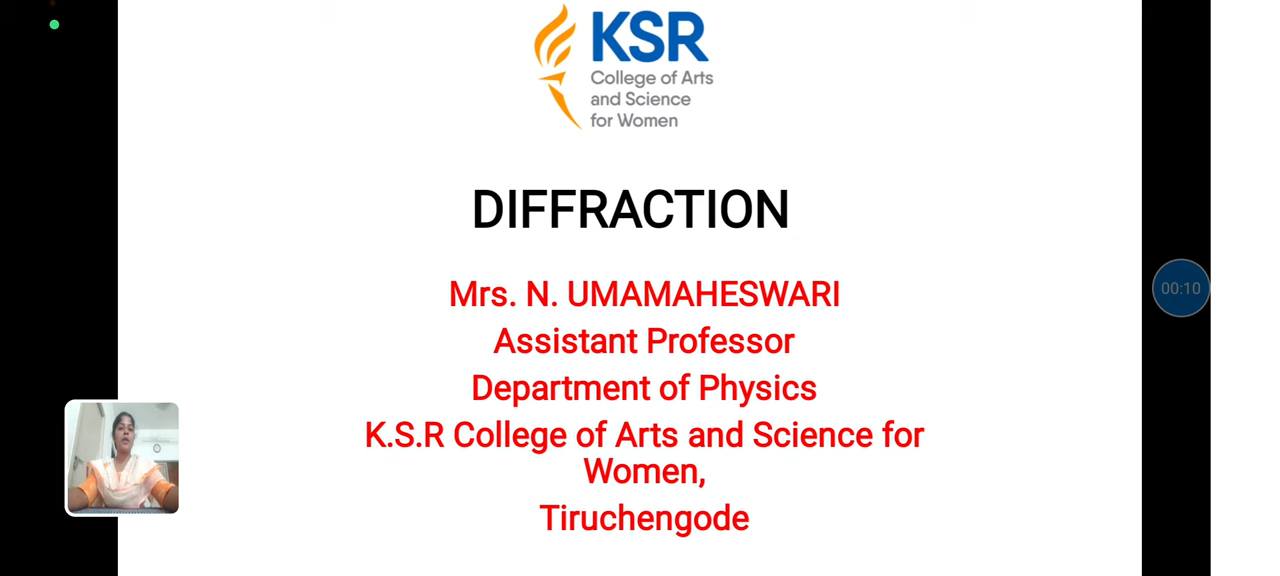 KSR
College of Arts
and Science
for Women
DIFFRACTION
Mrs. N. UMAMAHESWARI
Assistant Professor
Department of Physics
K.S.R College of Arts and Science for
Women,
Tiruchengode
00:10